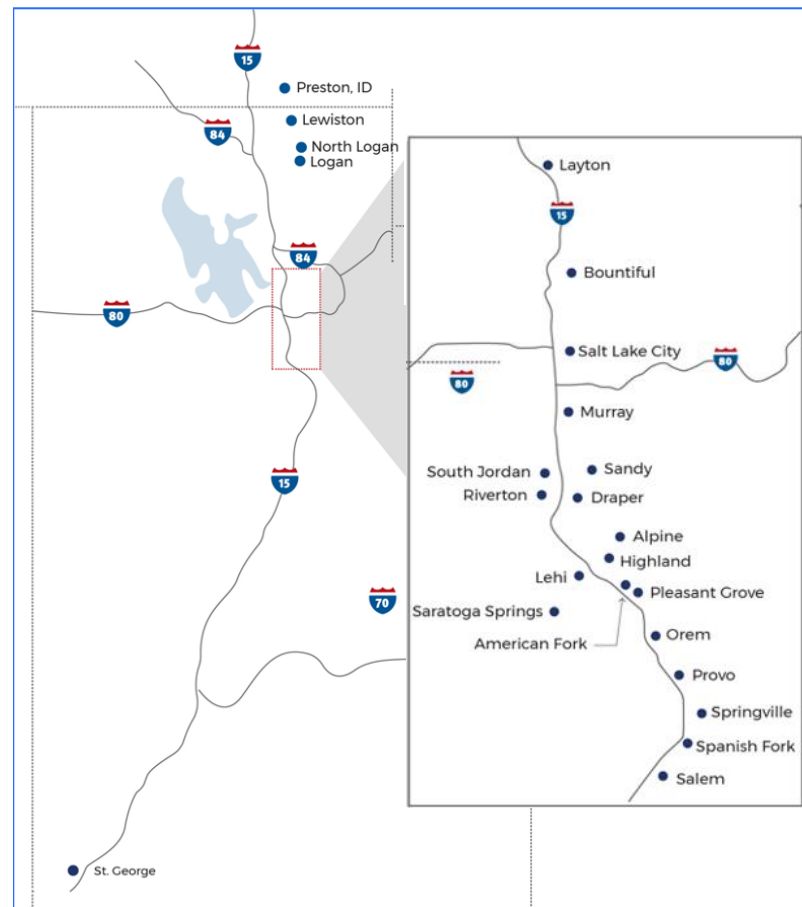 15
Preston, ID
Lewiston
84
North Logan
Logan
84
80
15
70
St. George
Layton
15
Bountiful
Salt Lake City
80
80
Murray
South Jordan
Sandy
Riverton
Draper
Alpine
Highland
Lehi
Pleasant Grove
Saratoga Springs
American Fork
Orem
Provo
Springville
Spanish Fork
Salem